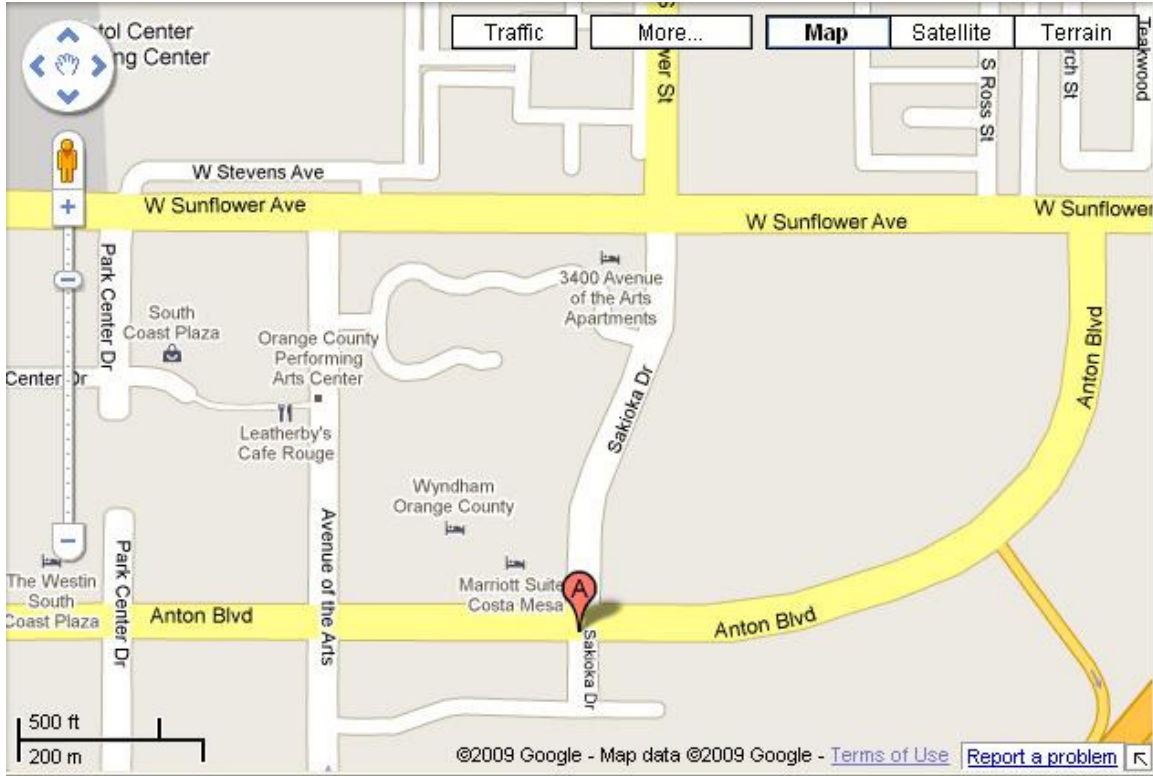 tol Center
ng Center
Traffic
More...
Map
Satellite
Terrain
Teakwood
rch St
S Ross St
ver St
W Stevens Ave
W Sunflower Ave
W Sunflower Ave
W Sunflower
Park Center Dr
South
Coast Plaza
Center Dr
Orange County
Performing
Arts Center
Leatherby's
Cafe Rouge
3400 Avenue
of the Arts
Apartments
Sakioka Dr
Anton Blvd
Wyndham
Orange County
Marriott Suite
Costa Mesa
A
The Westin
South
Coast Plaza
Park Center Dr
Anton Blvd
Avenue of the Arts
Sakioka Dr
Anton Blvd
500 ft
200 m
©2009 Google - Map data ©2009 Google - Terms of Use
Report a problem